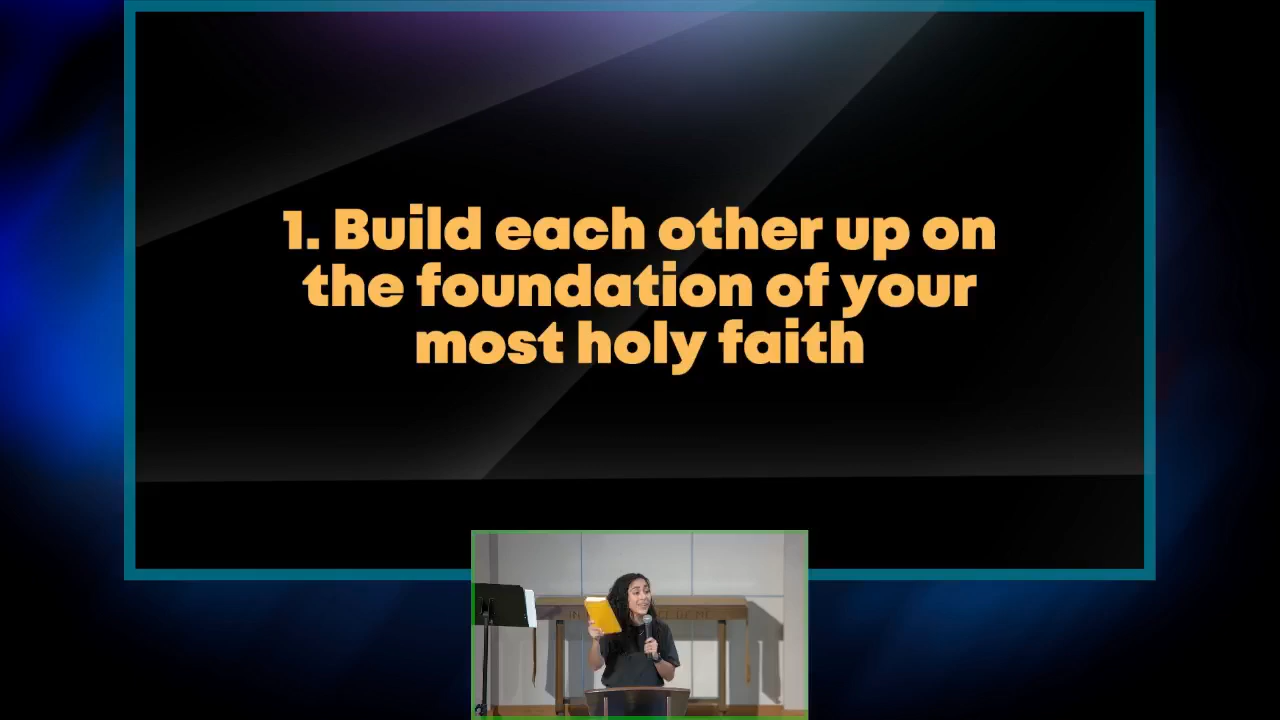 1. Build each other up on
the foundation of your
most holy faith